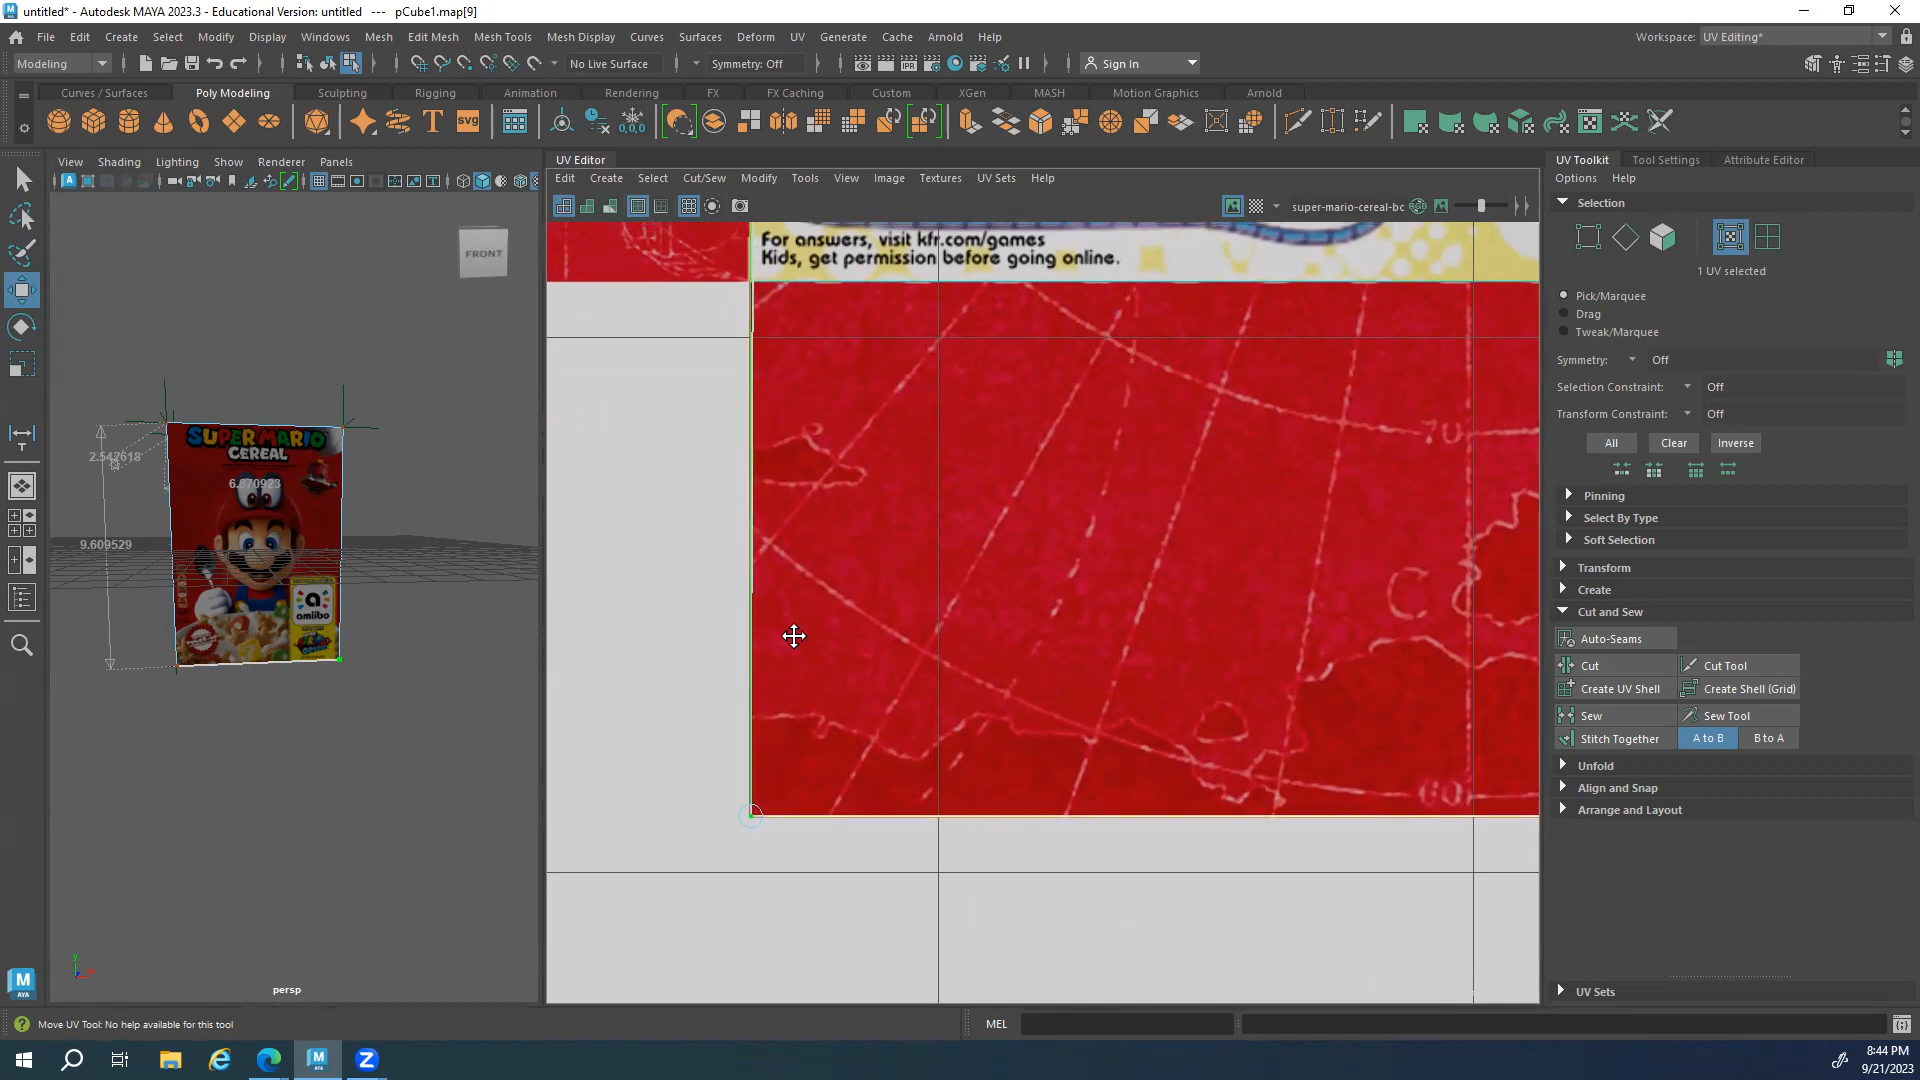 untitled* - Autodesk MAYA 2023.3 - Educational Version: untitled --- pCube1.map[9]
File Edit Create Select Modify Display Windows Mesh Edit Mesh Mesh Tools Mesh Display Curves Surfaces Deform UV Generate Cache Arnold Help
Workspace: UV Editing*
Modeling
No Live Surface
Symmetry: Off
Sign In
Curves / Surfaces Poly Modeling Sculpting Rigging Animation Rendering FX FX Caching Custom XGen MASH Motion Graphics Arnold
T
svg
0,0,0
IPR
View Shading Lighting Show Renderer Panels
UV Editor
UV Toolkit Tool Settings Attribute Editor
Edit Create Select Cut/Sew Modify Tools View Image Textures UV Sets Help
Options Help
super-mario-cereal-bc
Selection
1 UV selected
Pick/Marquee
Drag
Tweak/Marquee
Symmetry: Off
Selection Constraint: Off
Transform Constraint: Off
All Clear Inverse
Pinning
Select By Type
Soft Selection
Transform
Create
Cut and Sew
Auto-Seams
Cut Cut Tool
Create UV Shell Create Shell (Grid)
Sew Sew Tool
Stitch Together A to B B to A
Unfold
Align and Snap
Arrange and Layout
UV Sets
FRONT
SUPER MARIO
CEREAL
2.542618
6.870923
9.609529
a
amiibo
persp
For answers, visit kfr.com/games
Kids, get permission before going online.
70
60
M
AYA
Move UV Tool: No help available for this tool
MEL
8:44 PM
9/21/2023